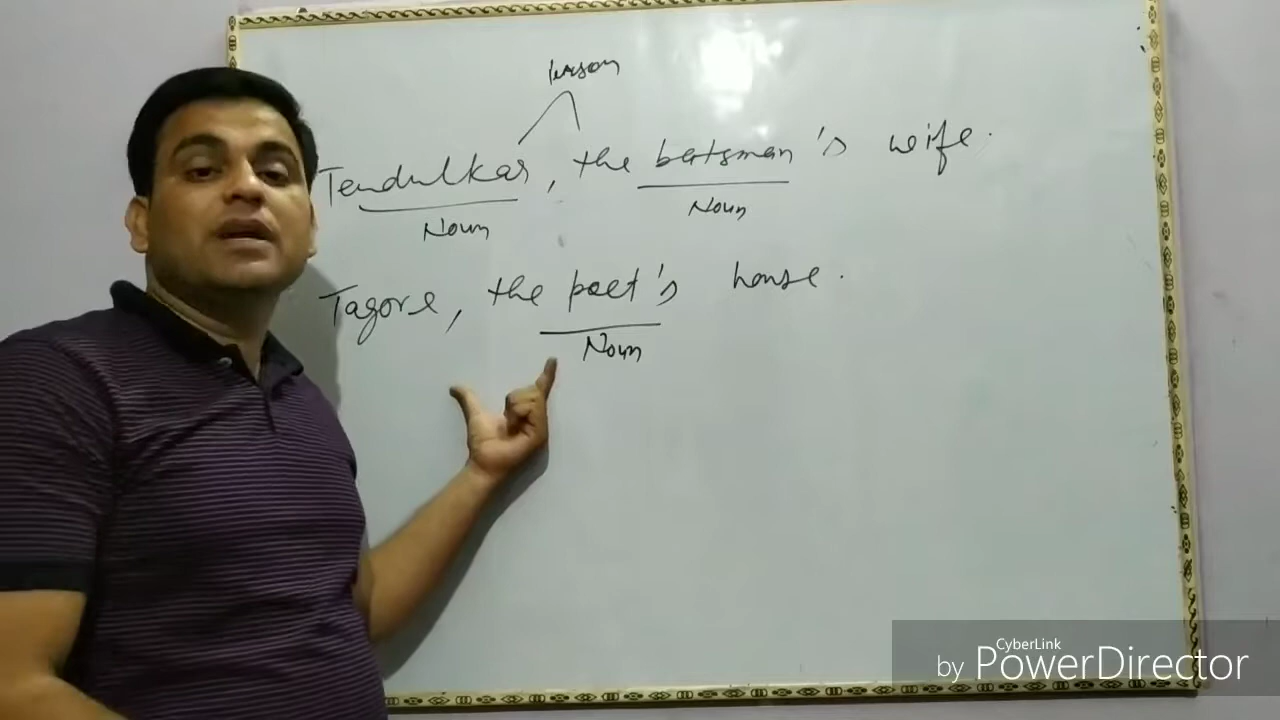 person
Tendulkar, the batsman's wife.
Noun Noun
Tagore, the poet's house.
Noun
CyberLink
by PowerDirector